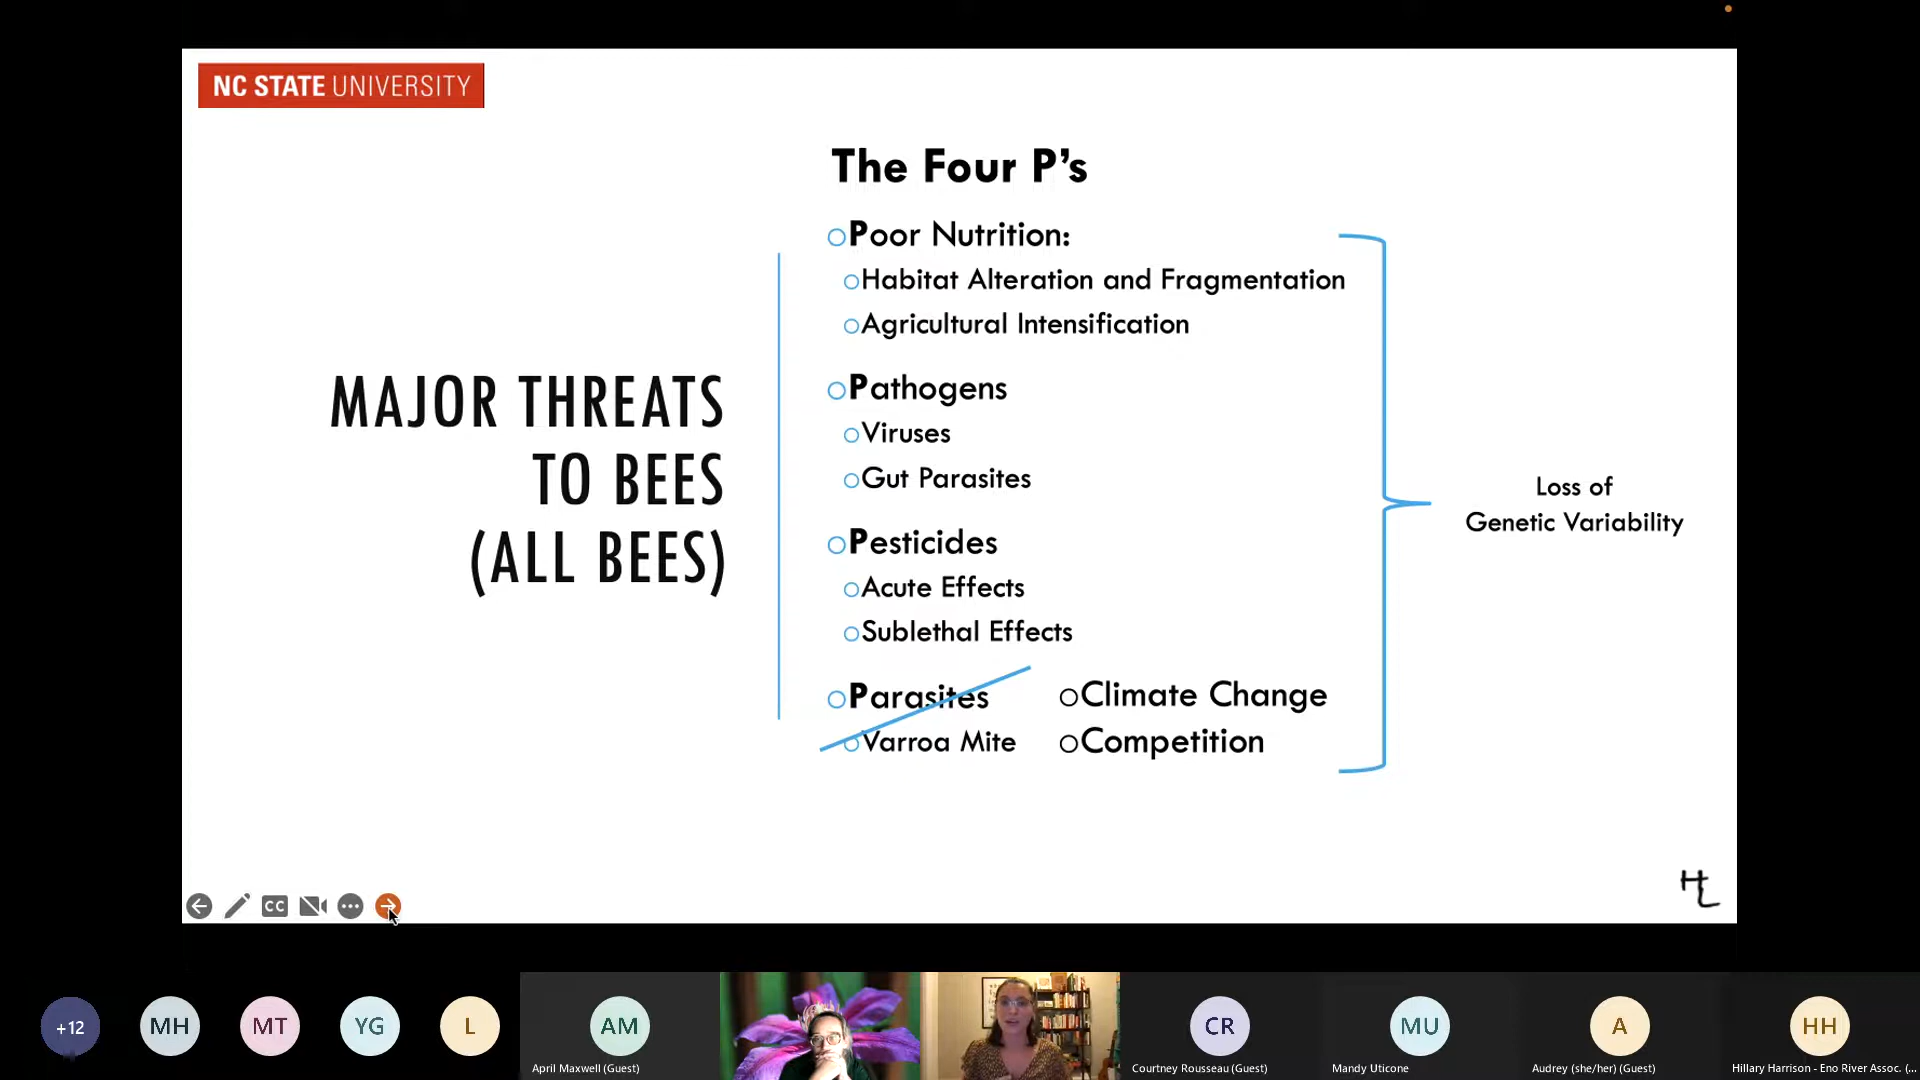 NC STATE UNIVERSITY
The Four P's
Poor Nutrition:
Habitat Alteration and Fragmentation
Agricultural Intensification
Pathogens
Viruses
Gut Parasites
Pesticides
Acute Effects
Sublethal Effects
Parasites
Varroa Mite
Climate Change
Competition
MAJOR THREATS
TO BEES
(ALL BEES)
Loss of
Genetic Variability
HL
CC
+12
MH
MT
YG
L
AM
April Maxwell (Guest)
CR
Courtney Rousseau (Guest)
MU
Mandy Uticone
A
Audrey (she/her) (Guest)
HH
Hillary Harrison - Eno River Assoc. (...